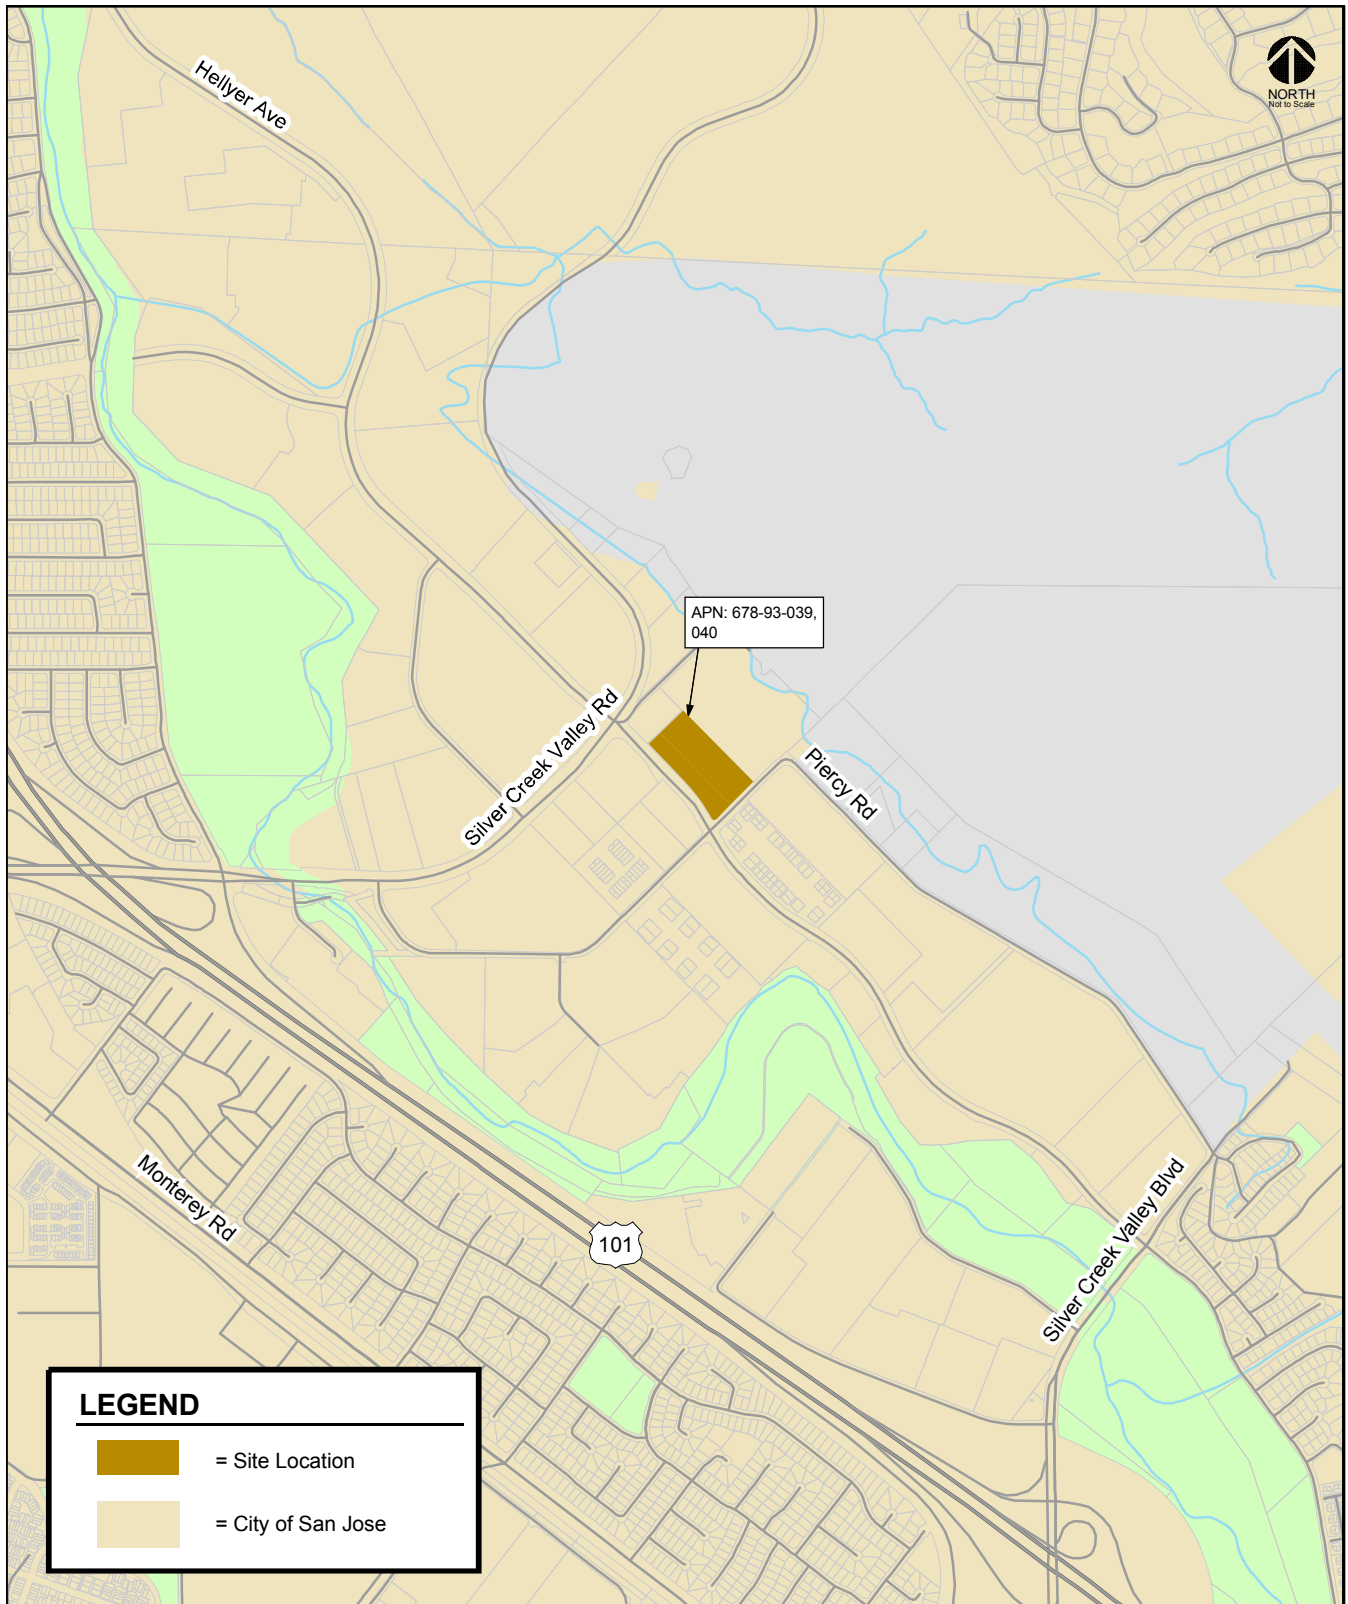 Hellyer Ave
NORTH
Not to Scale
APN: 678-93-039,
040
Silver Creek Valley Rd
Piercy Rd
Monterey Rd
101
Silver Creek Valley Blvd
LEGEND
= Site Location
= City of San Jose